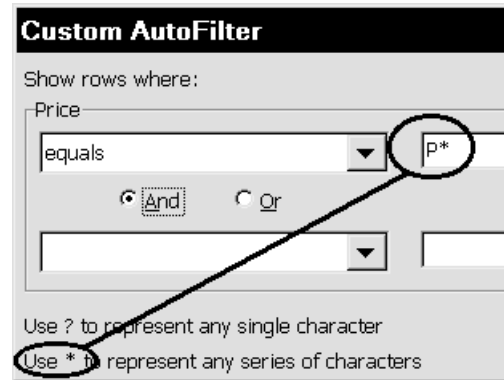 Custom AutoFilter
Show rows where:
Price
equals
P*
And
Or
Use ? to represent any single character
Use * to represent any series of characters